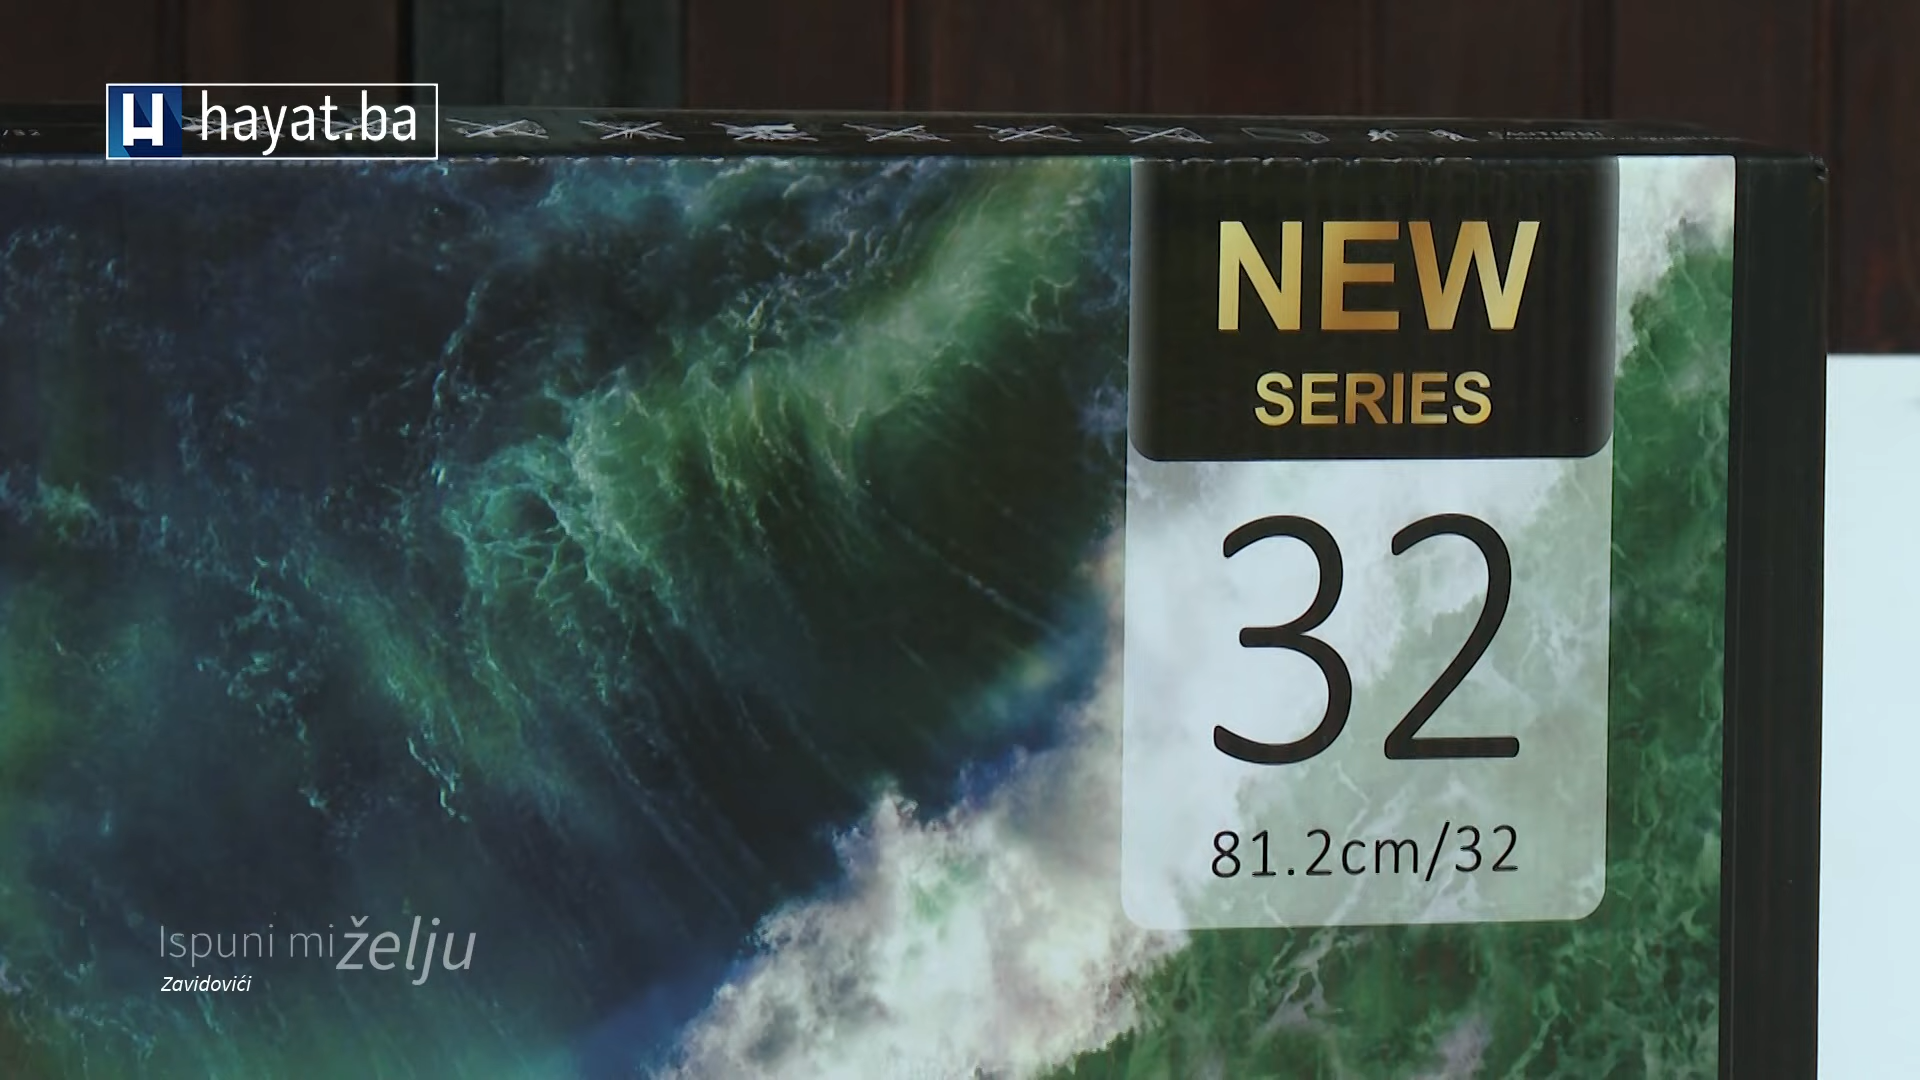 hayat.ba
NEW
SERIES
32
81.2cm/32
Ispuni mi želju
Zavidovići